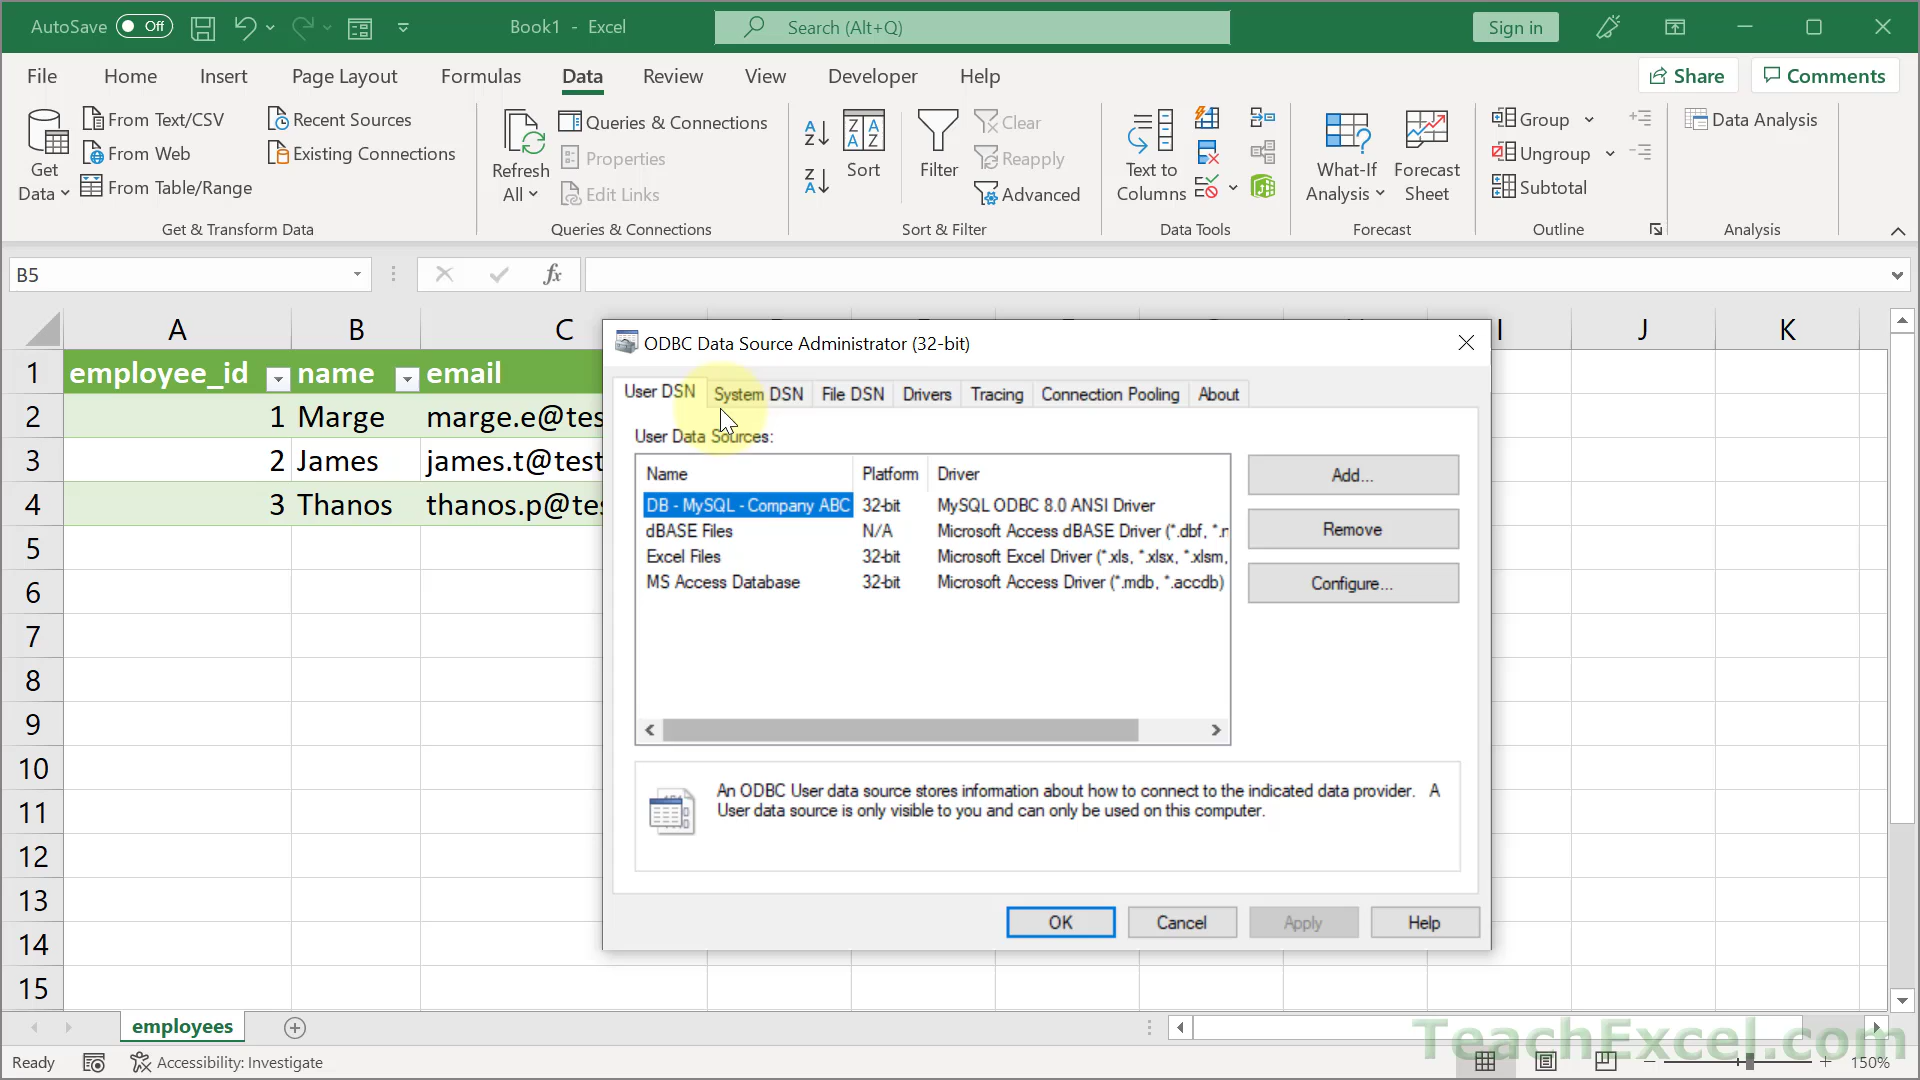 AutoSave Off Book1 - Excel Search (Alt+Q) Sign in
File Home Insert Page Layout Formulas Data Review View Developer Help Share Comments
Get Data
From Text/CSV
From Web
From Table/Range
Recent Sources
Existing Connections
Get & Transform Data
Refresh All
Queries & Connections
Properties
Edit Links
Queries & Connections
Sort
Filter
Clear
Reapply
Advanced
Sort & Filter
Text to Columns
Data Tools
What-If Analysis
Forecast Sheet
Forecast
Group
Ungroup
Subtotal
Outline
Data Analysis
Analysis
B5 fx
A B C I J K
1 employee_id name email
2 1 Marge marge.e@tes
3 2 James james.t@test
4 3 Thanos thanos.p@tes
5
6
7
8
9
10
11
12
13
14
15
ODBC Data Source Administrator (32-bit)
User DSN System DSN File DSN Drivers Tracing Connection Pooling About
User Data Sources:
Name Platform Driver
DB - MySQL - Company ABC 32-bit MySQL ODBC 8.0 ANSI Driver
dBASE Files N/A Microsoft Access dBASE Driver (*.dbf, *.r
Excel Files 32-bit Microsoft Excel Driver (*.xls, *.xlsx, *.xlsm,
MS Access Database 32-bit Microsoft Access Driver (*.mdb, *.accdb)
Add...
Remove
Configure...
An ODBC User data source stores information about how to connect to the indicated data provider. A
User data source is only visible to you and can only be used on this computer.
OK Cancel Apply Help
employees
TeachExcel.com
Ready Accessibility: Investigate 150%